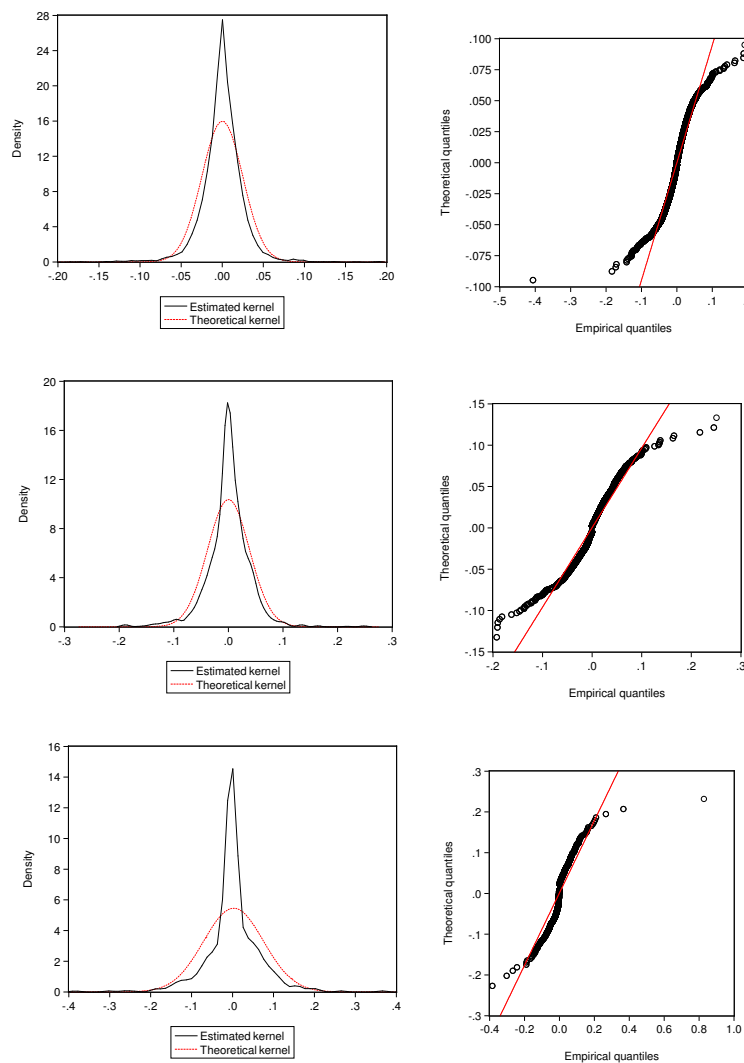 28
24
20
16
12
8
4
0
Density
-.20 -.15 -.10 -.05 .00 .05 .10 .15 .20
Estimated kernel
Theoretical kernel
.100
.075
.050
.025
.000
-.025
-.050
-.075
-.100
Theoretical quantiles
-.5 -.4 -.3 -.2 -.1 .0 .1
Empirical quantiles
20
16
12
8
4
0
Density
-.3 -.2 -.1 .0 .1 .2 .3
Estimated kernel
Theoretical kernel
.15
.10
.05
.00
-.05
-.10
-.15
Theoretical quantiles
-.2 -.1 .0 .1 .2 .3
Empirical quantiles
16
14
12
10
8
6
4
2
0
Density
-.4 -.3 -.2 -.1 .0 .1 .2 .3 .4
Estimated kernel
Theoretical kernel
.3
.2
.1
.0
-.1
-.2
-.3
Theoretical quantiles
-0.4 -0.2 0.0 0.2 0.4 0.6 0.8 1.0
Empirical quantiles